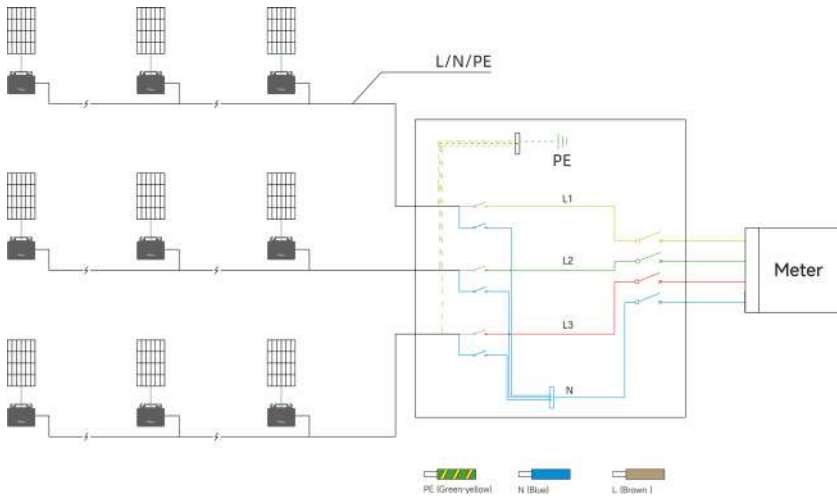 L/N/PE
PE
L1
L2
Meter
L3
N
PE (Green-yellow)
N (Blue)
L (Brown )